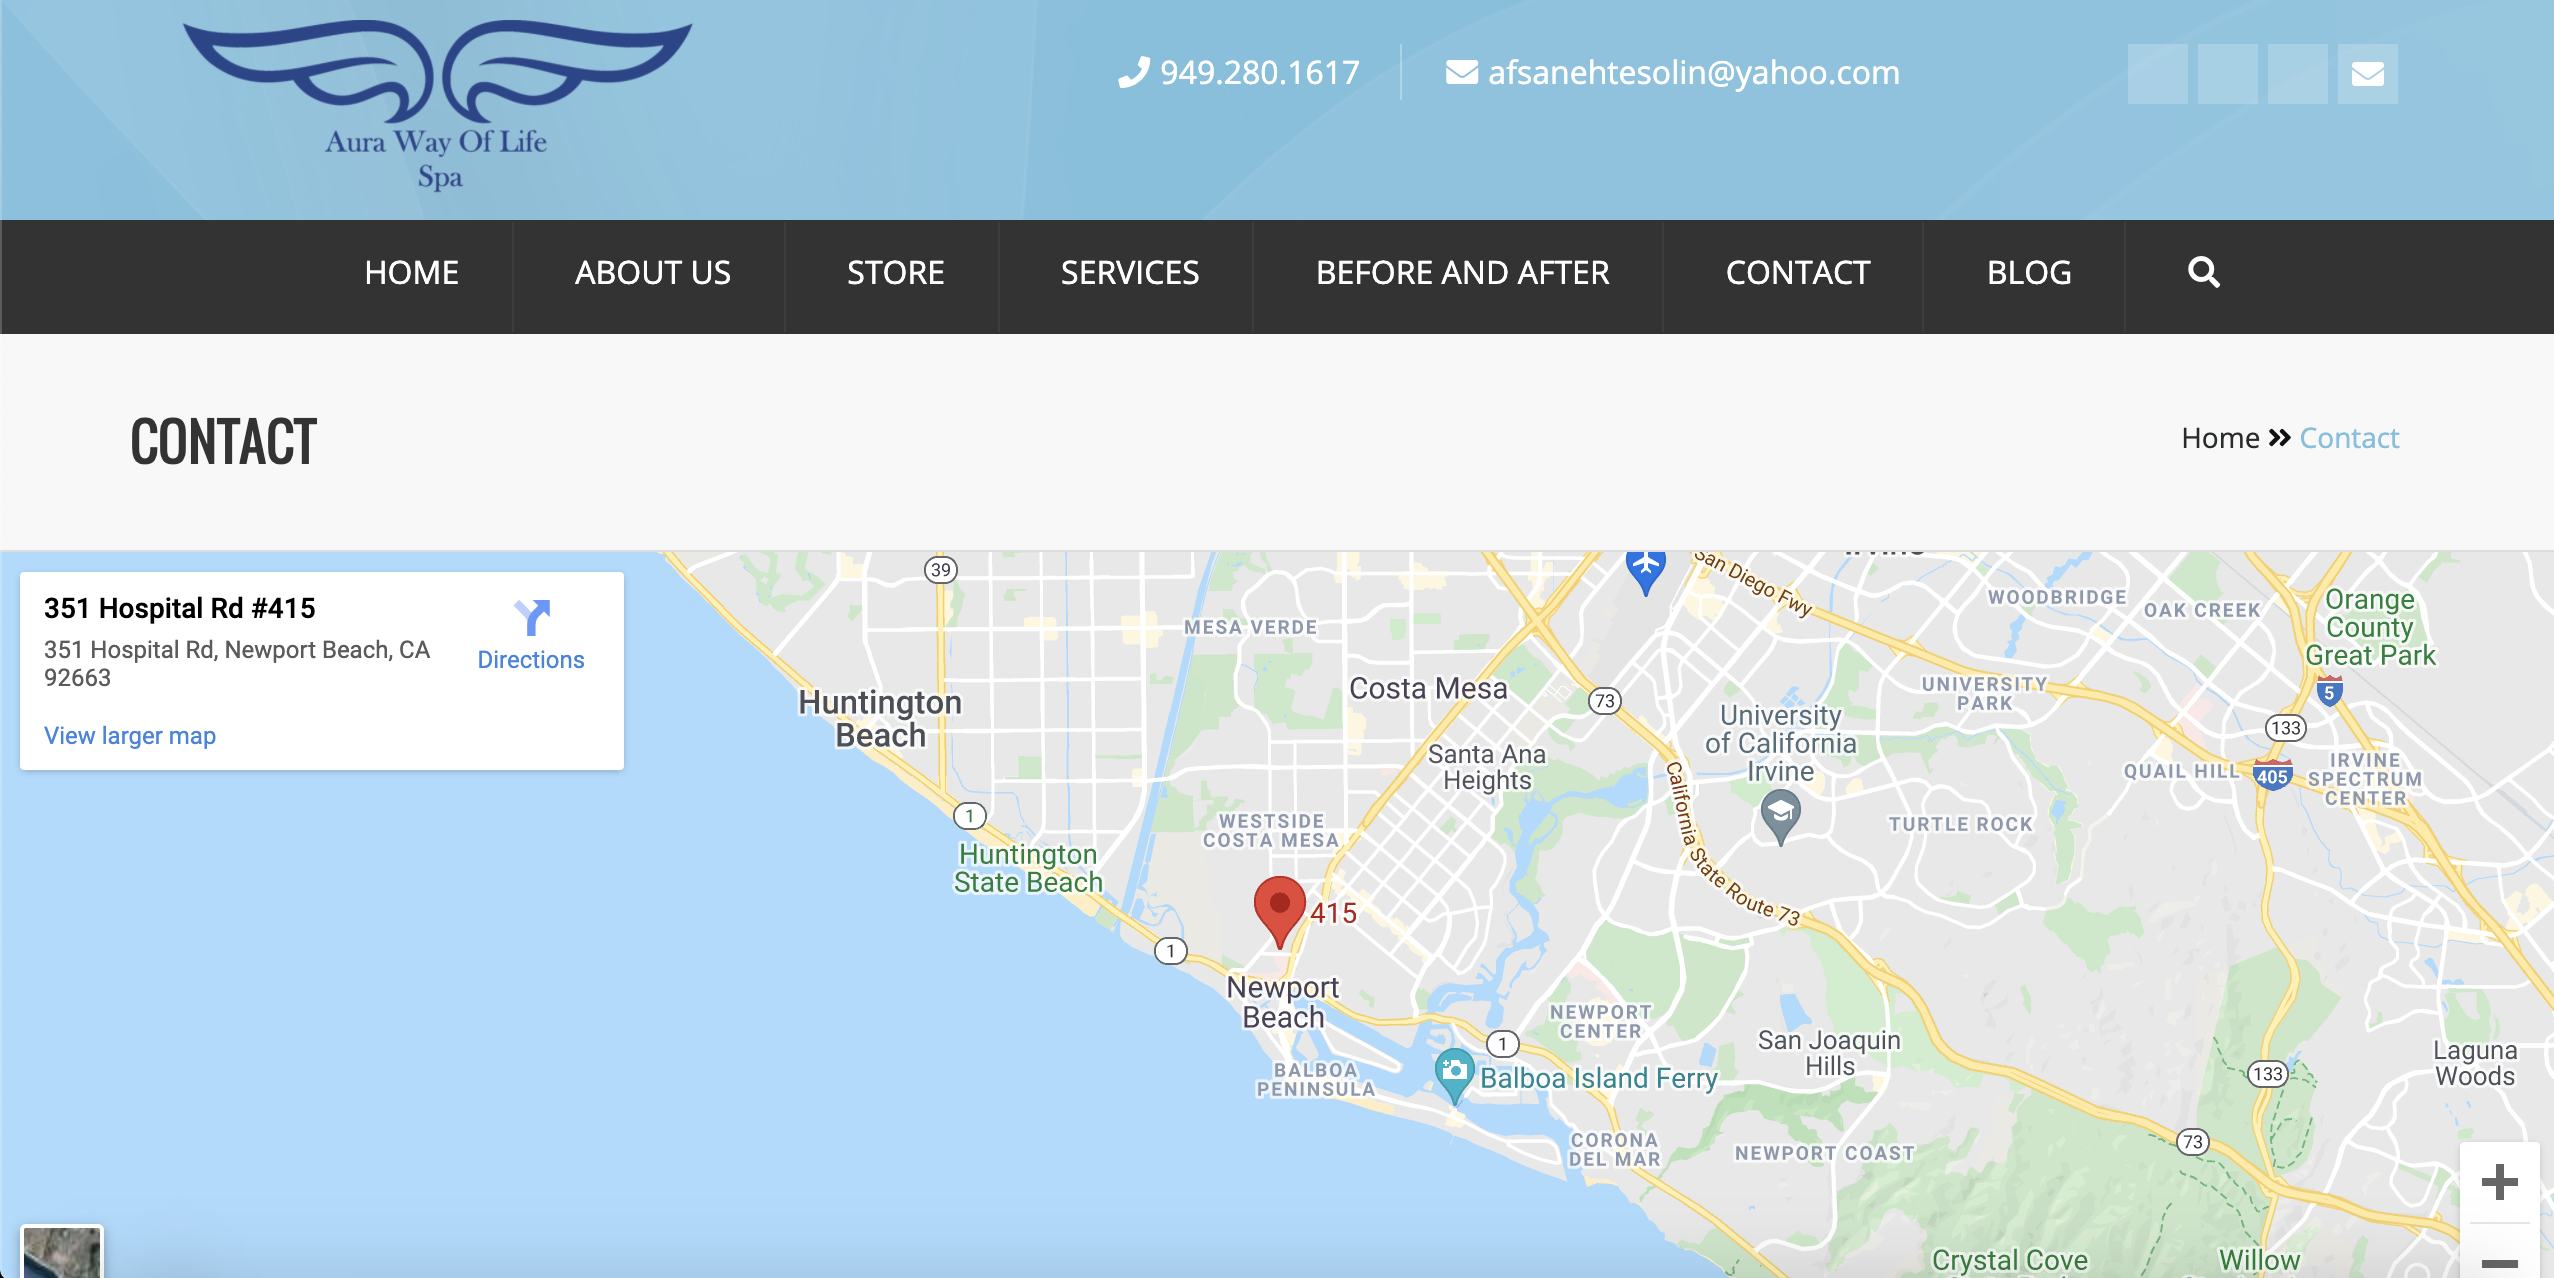 Aura Way Of Life
Spa
949.280.1617
afsanehtesolin@yahoo.com
HOME
ABOUT US
STORE
SERVICES
BEFORE AND AFTER
CONTACT
BLOG
CONTACT
Home » Contact
351 Hospital Rd #415
351 Hospital Rd, Newport Beach, CA
92663
Directions
View larger map
39
San Diego Fwy
WOODBRIDGE
OAK CREEK
Orange
County
Great Park
MESA VERDE
Costa Mesa
73
UNIVERSITY
PARK
5
Huntington
Beach
University
of California
Irvine
133
Santa Ana
Heights
QUAIL HILL
405
IRVINE
SPECTRUM
CENTER
1
WESTSIDE
COSTA MESA
California State Route 73
TURTLE ROCK
Huntington
State Beach
415
1
Newport
Beach
NEWPORT
CENTER
1
San Joaquin
Hills
Laguna
Woods
BALBOA
PENINSULA
Balboa Island Ferry
133
CORONA
DEL MAR
NEWPORT COAST
73
Crystal Cove
Willow